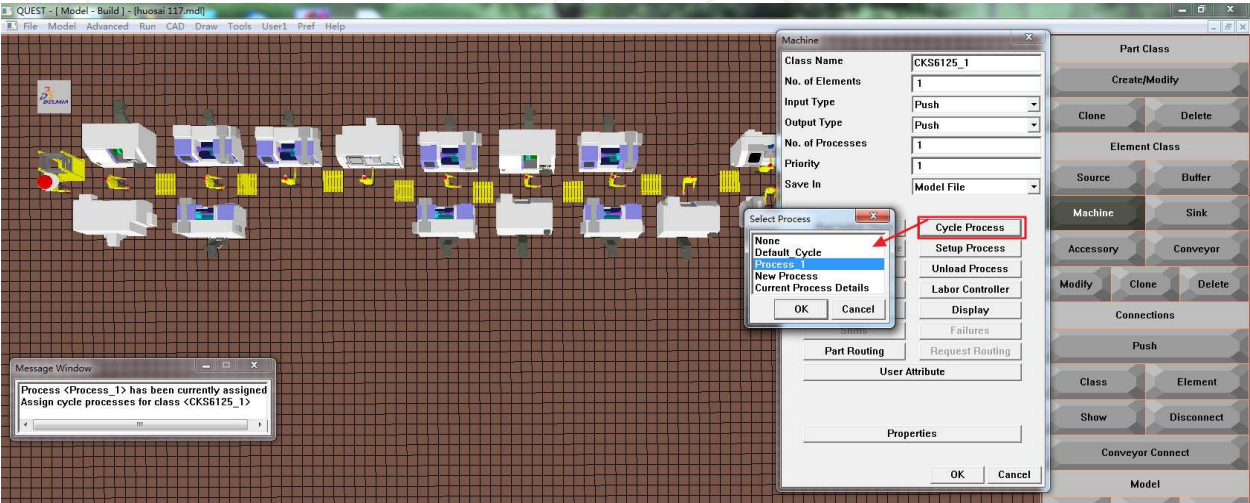 QUEST - [ Model - Build ] - [huosai 117.mdl]
File Model Advanced Run CAD Draw Tools User1 Pref Help
DELMIA
Machine
Class Name CKS6125_1
No. of Elements 1
Input Type Push
Output Type Push
No. of Processes 1
Priority 1
Save In Model File
Cycle Process
Setup Process
Unload Process
Labor Controller
Display
Failures
Part Routing Request Routing
User Attribute
Properties
OK Cancel
Select Process
None
Default_Cycle
Process_1
New Process
Current Process Details
OK Cancel
Message Window
Process <Process_1> has been currently assigned
Assign cycle processes for class <CKS6125_1>
Part Class
Create/Modify
Clone Delete
Element Class
Source Buffer
Machine Sink
Accessory Conveyor
Modify Clone Delete
Connections
Push
Class Element
Show Disconnect
Conveyor Connect
Model